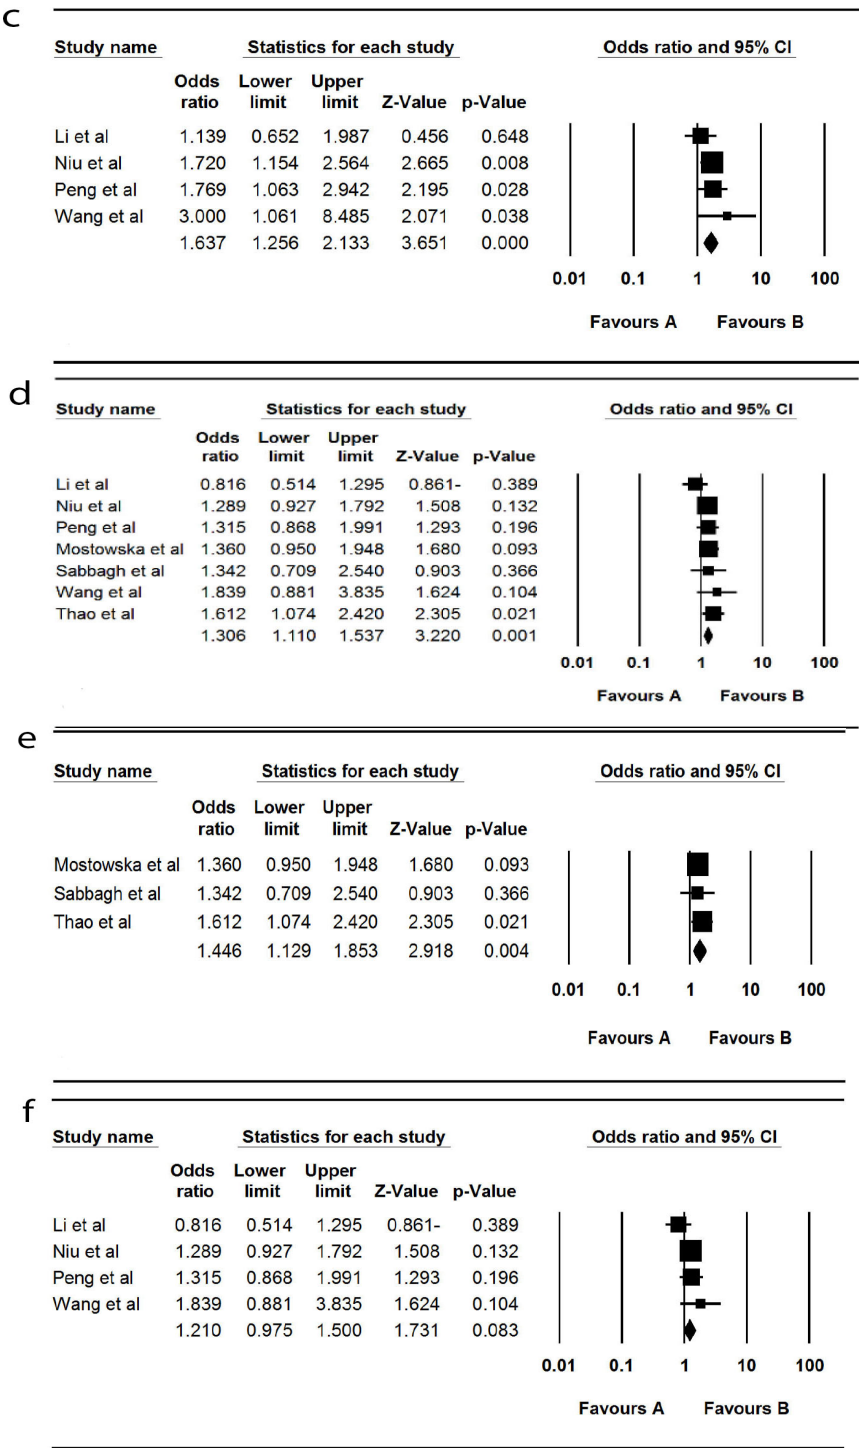 c
Study name Statistics for each study Odds ratio and 95% CI
Odds Lower Upper
ratio limit limit Z-Value p-Value
Li et al 1.139 0.652 1.987 0.456 0.648
Niu et al 1.720 1.154 2.564 2.665 0.008
Peng et al 1.769 1.063 2.942 2.195 0.028
Wang et al 3.000 1.061 8.485 2.071 0.038
1.637 1.256 2.133 3.651 0.000
0.01 0.1 1 10 100
Favours A Favours B
d
Study name Statistics for each study Odds ratio and 95% CI
Odds Lower Upper
ratio limit limit Z-Value p-Value
Li et al 0.816 0.514 1.295 0.861- 0.389
Niu et al 1.289 0.927 1.792 1.508 0.132
Peng et al 1.315 0.868 1.991 1.293 0.196
Mostowska et al 1.360 0.950 1.948 1.680 0.093
Sabbagh et al 1.342 0.709 2.540 0.903 0.366
Wang et al 1.839 0.881 3.835 1.624 0.104
Thao et al 1.612 1.074 2.420 2.305 0.021
1.306 1.110 1.537 3.220 0.001
0.01 0.1 1 10 100
Favours A Favours B
e
Study name Statistics for each study Odds ratio and 95% CI
Odds Lower Upper
ratio limit limit Z-Value p-Value
Mostowska et al 1.360 0.950 1.948 1.680 0.093
Sabbagh et al 1.342 0.709 2.540 0.903 0.366
Thao et al 1.612 1.074 2.420 2.305 0.021
1.446 1.129 1.853 2.918 0.004
0.01 0.1 1 10 100
Favours A Favours B
f
Study name Statistics for each study Odds ratio and 95% CI
Odds Lower Upper
ratio limit limit Z-Value p-Value
Li et al 0.816 0.514 1.295 0.861- 0.389
Niu et al 1.289 0.927 1.792 1.508 0.132
Peng et al 1.315 0.868 1.991 1.293 0.196
Wang et al 1.839 0.881 3.835 1.624 0.104
1.210 0.975 1.500 1.731 0.083
0.01 0.1 1 10 100
Favours A Favours B